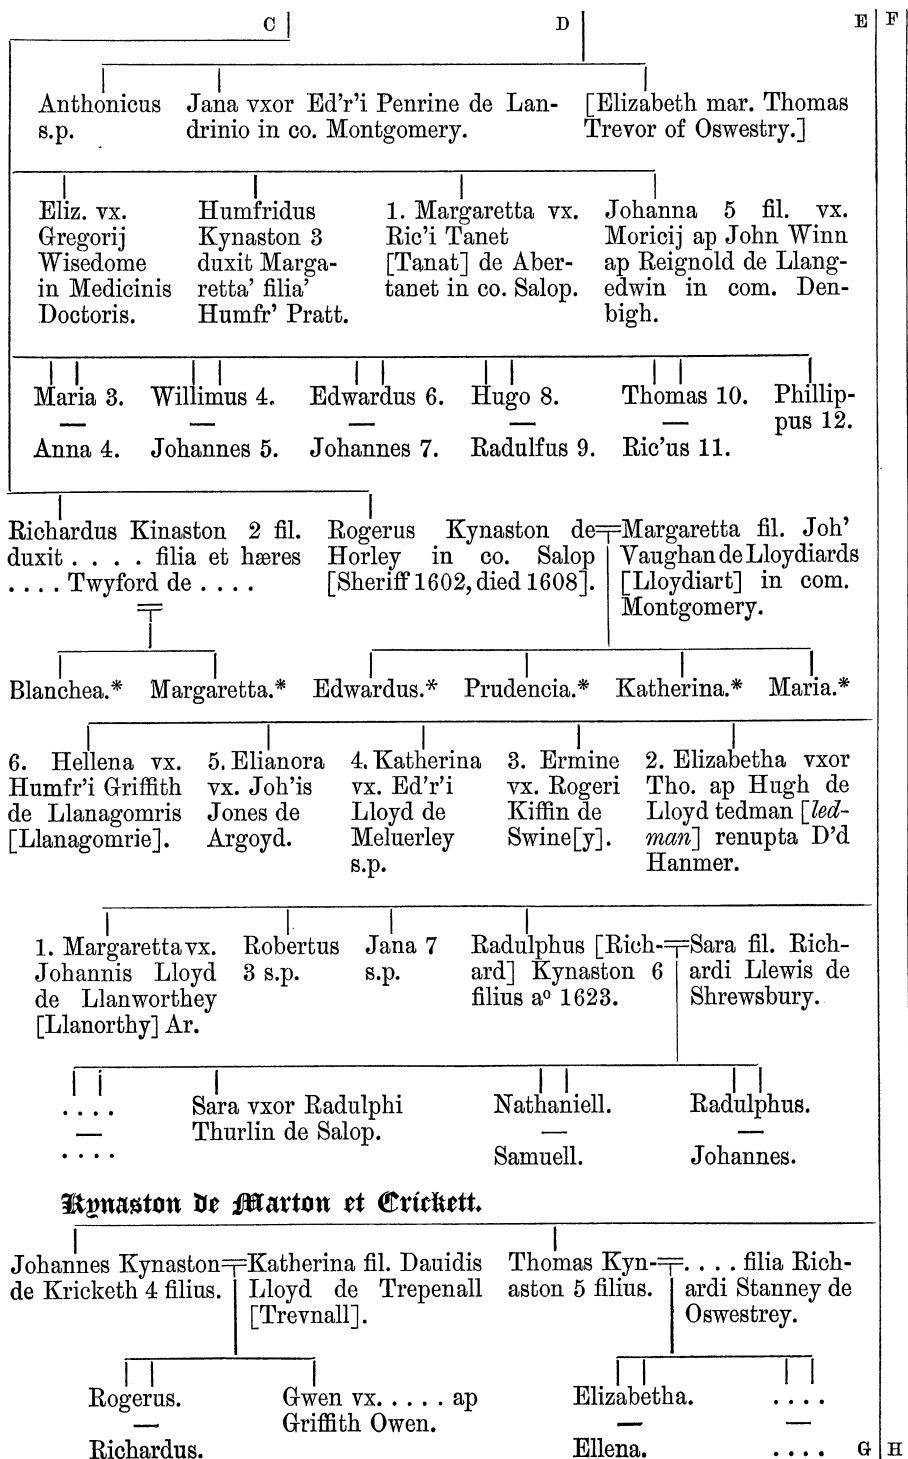 C D E F
Anthonicus
s.p.
Jana vxor Ed'r'i Penrine de Lan-
drinio in co. Montgomery.
[Elizabeth mar. Thomas
Trevor of Oswestry.]
Eliz. vx.
Gregorij
Wisedome
in Medicinis
Doctoris.
Humfridus
Kynaston 3
duxit Marga-
retta' filia'
Humfr' Pratt.
1. Margaretta vx.
Ric'i Tanet
[Tanat] de Aber-
tanet in co. Salop.
Johanna 5 fil. vx.
Moricij ap John Winn
ap Reignold de Llang-
edwin in com. Den-
bigh.
Maria 3.
—
Anna 4.
Willimus 4.
—
Johannes 5.
Edwardus 6.
—
Johannes 7.
Hugo 8.
—
Radulfus 9.
Thomas 10.
—
Ric'us 11.
Phillip-
pus 12.
Richardus Kinaston 2 fil.
duxit . . . . filia et hæres
. . . . Twyford de . . . .
Rogerus Kynaston de
Horley in co. Salop
[Sheriff 1602, died 1608].
Margaretta fil. Joh'
Vaughan de Lloydiards
[Lloydiart] in com.
Montgomery.
Blanchea.* Margaretta.* Edwardus.* Prudencia.* Katherina.* Maria.*
6. Hellena vx.
Humfr'i Griffith
de Llanagomris
[Llanagomrie].
5. Elianora
vx. Joh'is
Jones de
Argoyd.
4. Katherina
vx. Ed'r'i
Lloyd de
Meluerley
s.p.
3. Ermine
vx. Rogeri
Kiffin de
Swine[y].
2. Elizabetha vxor
Tho. ap Hugh de
Lloyd tedman [led-
man] renupta D'd
Hanmer.
1. Margaretta vx.
Johannis Lloyd
de Llanworthey
[Llanorthy] Ar.
Robertus
3 s.p.
Jana 7
s.p.
Radulphus [Rich-
ard] Kynaston 6
filius aº 1623.
Sara fil. Rich-
ardi Llewis de
Shrewsbury.
. . . .
—
. . . .
Sara vxor Radulphi
Thurlin de Salop.
Nathaniell.
—
Samuell.
Radulphus.
—
Johannes.
Kynaston de Marton et Crickett.
Johannes Kynaston
de Kricketh 4 filius.
Katherina fil. Dauidis
Lloyd de Trepenall
[Trevnall].
Thomas Kyn-
aston 5 filius.
. . . . filia Rich-
ardi Stanney de
Oswestrey.
Rogerus.
—
Richardus.
Gwen vx. . . . . ap
Griffith Owen.
Elizabetha.
—
Ellena.
. . . .
—
. . . .
G H